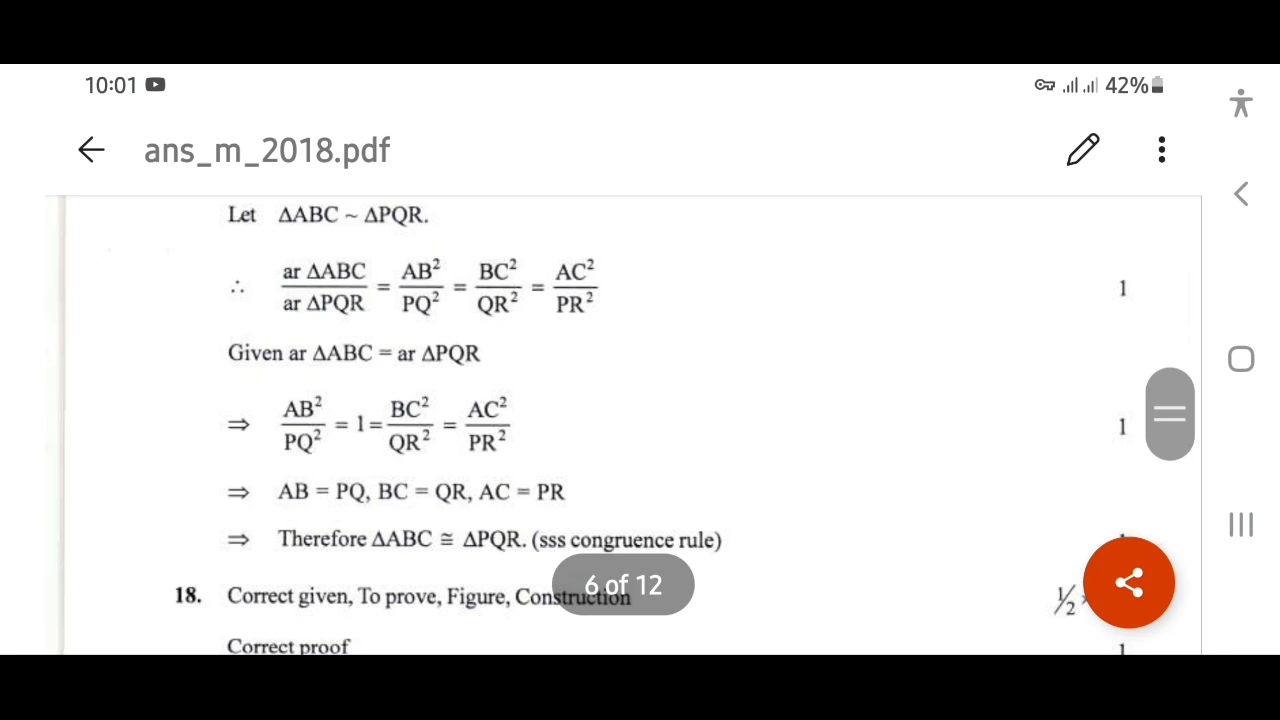 10:01 42%
ans_m_2018.pdf
Let ΔABC ~ ΔPQR.
∴ ar ΔABC / ar ΔPQR = AB² / PQ² = BC² / QR² = AC² / PR² 1
Given ar ΔABC = ar ΔPQR
⇒ AB² / PQ² = 1 = BC² / QR² = AC² / PR² 1
⇒ AB = PQ, BC = QR, AC = PR
⇒ Therefore ΔABC ≅ ΔPQR. (sss congruence rule)
18. Correct given, To prove, Figure, Construction ½
6 of 12
Correct proof 1